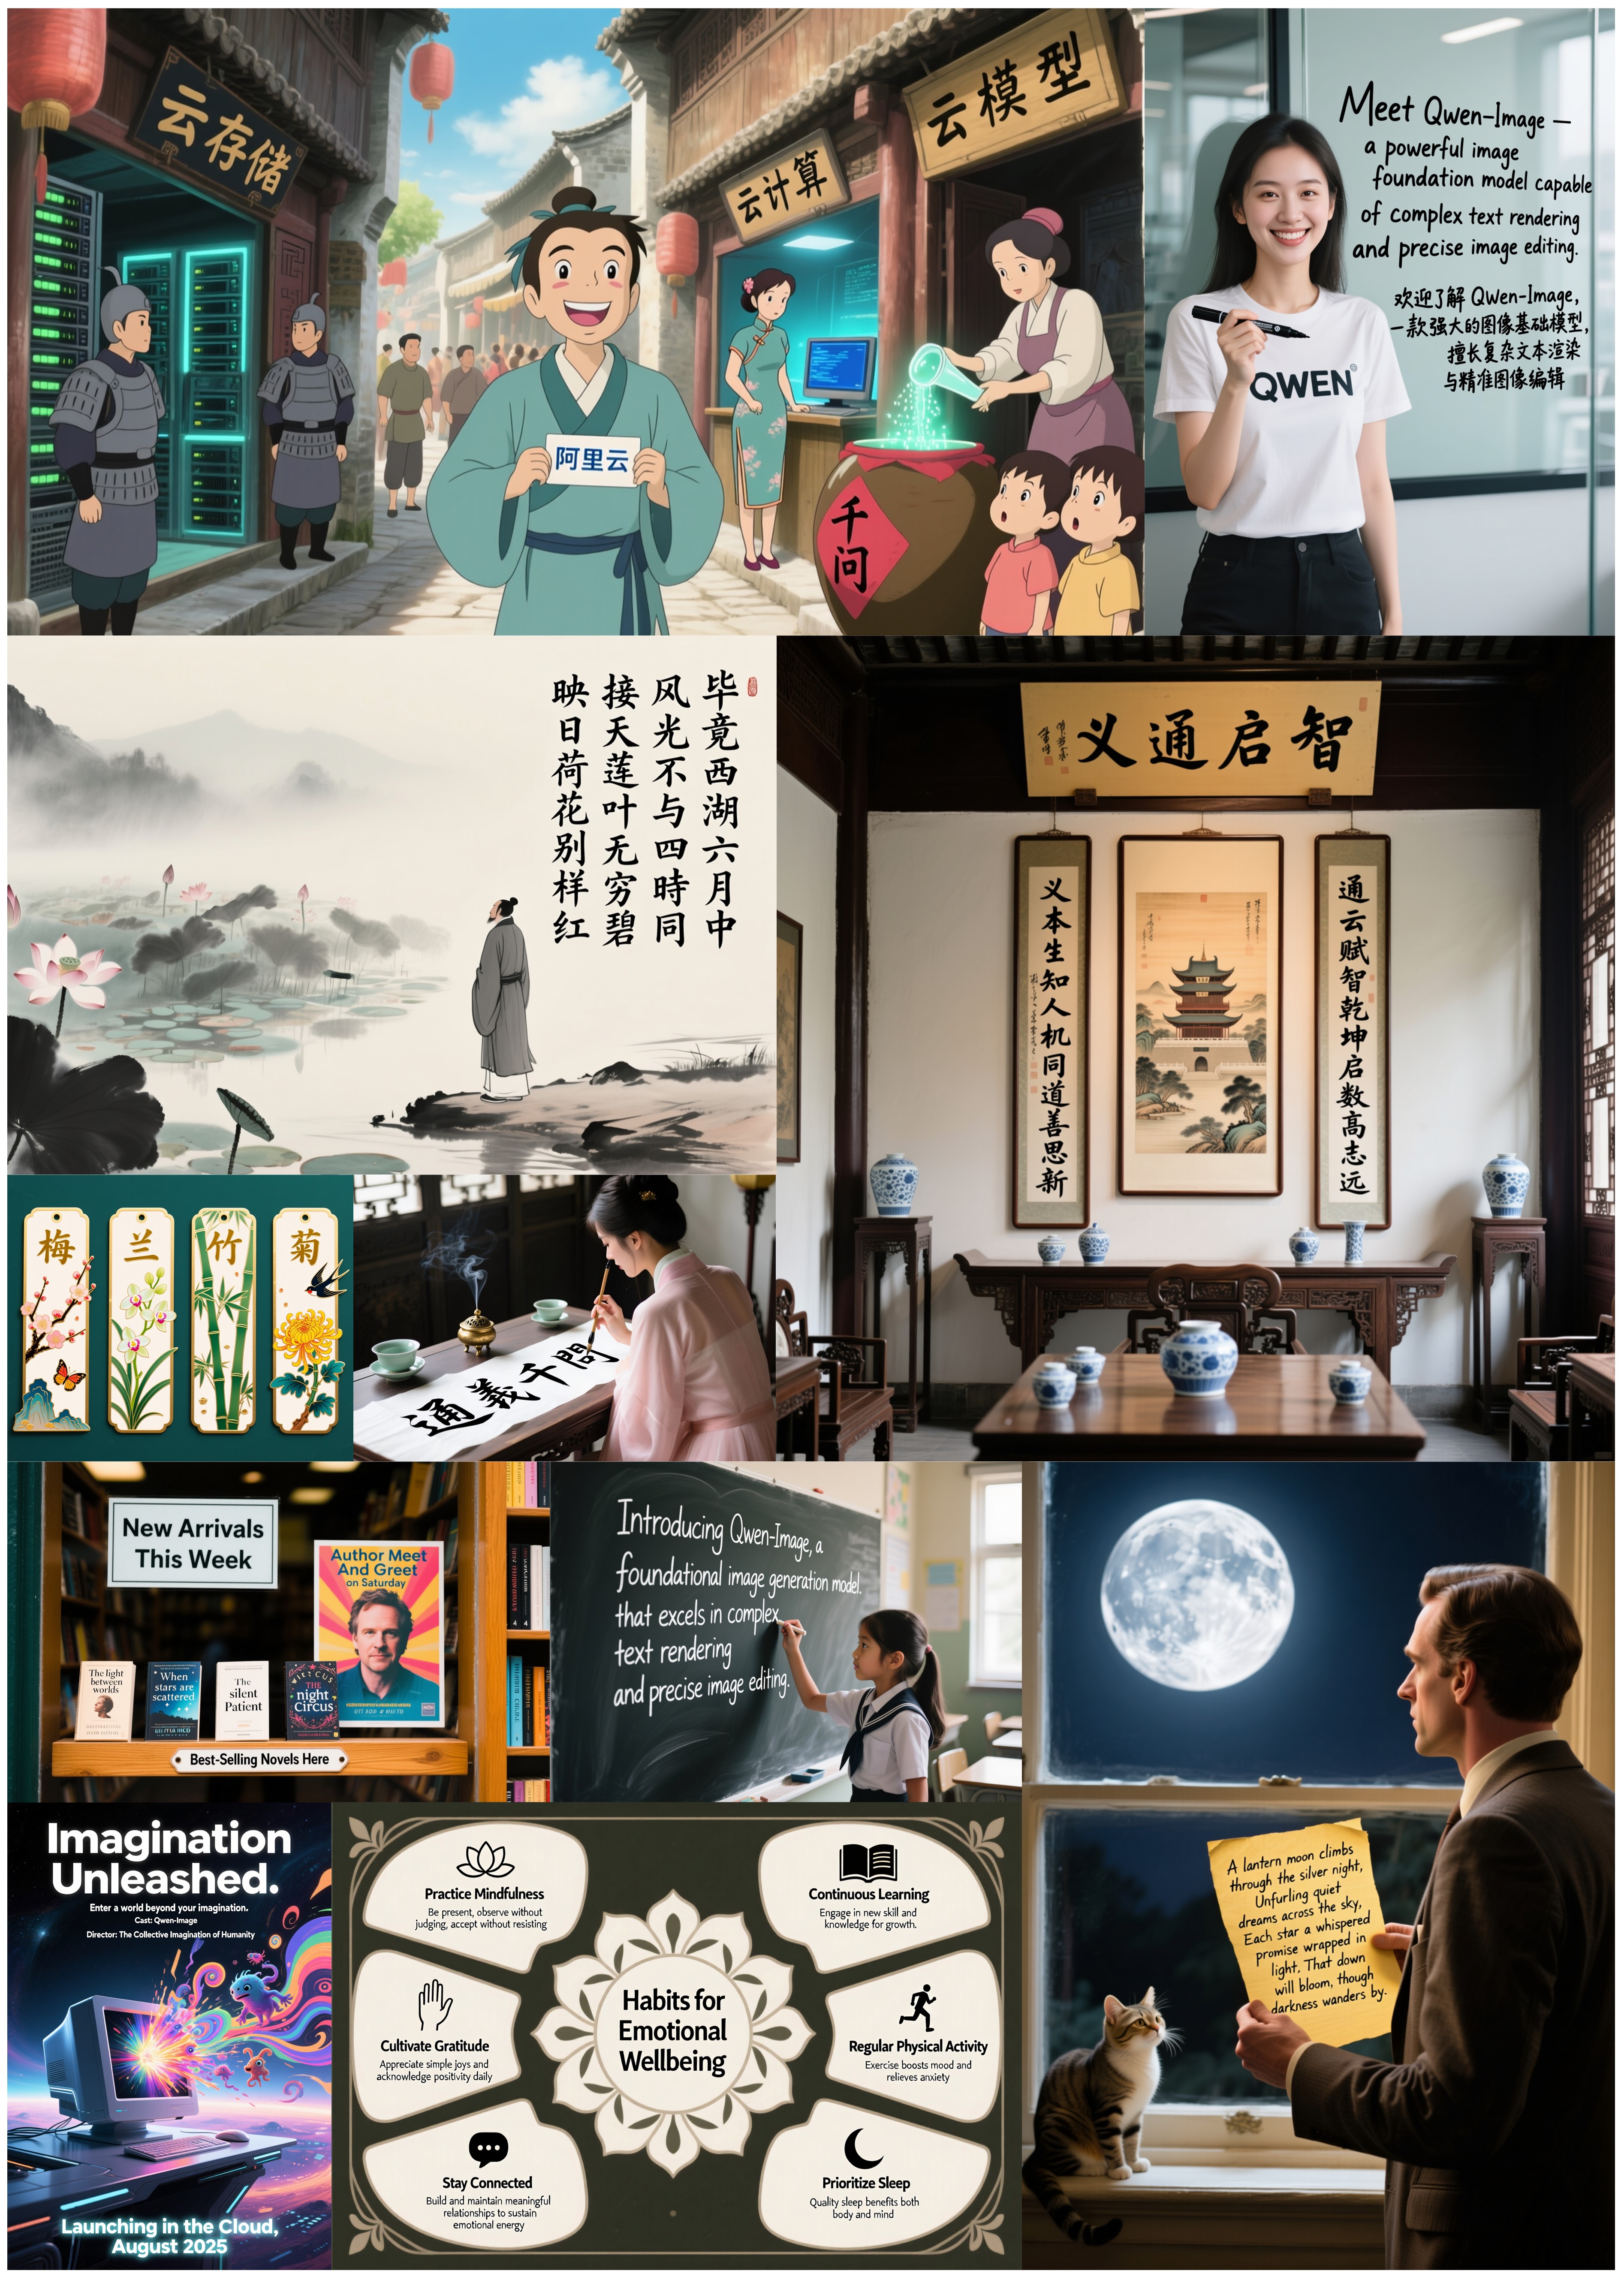 云存储
云计算
云模型
阿里云
千
问
Meet Qwen-Image —
a powerful image
foundation model capable
of complex text rendering
and precise image editing.
欢迎了解 Qwen-Image,
一款强大的图像基础模型,
擅长复杂文本渲染
与精准图像编辑
QWEN
毕竟西湖六月中
风光不与四時同
接天莲叶无穷碧
映日荷花别样红
义通启智
通云赋智乾坤启数高志远
义本生知人机同道善思新
梅
兰
竹
菊
通義千問
New Arrivals
This Week
Author Meet
And Greet
on Saturday
The light
between
worlds
When
stars are
scattered
The
silent
Patient
THE
night
Circus
Best-Selling Novels Here
Introducing Qwen-Image, a
foundational image generation model.
that excels in complex
text rendering
and precise image editing.
A lantern moon climbs
through the silver night,
Unfurling quiet
dreams across the sky,
Each star a whispered
promise wrapped in
light, That down
will bloom, though
darkness wanders by.
Imagination
Unleashed.
Enter a world beyond your imagination.
Cast: Qwen-Image
Director: The Collective Imagination of Humanity
Launching in the Cloud,
August 2025
Habits for
Emotional
Wellbeing
Practice Mindfulness
Be present, observe without
judging, accept without resisting
Continuous Learning
Engage in new skill and
knowledge for growth.
Cultivate Gratitude
Appreciate simple joys and
acknowledge positivity daily
Regular Physical Activity
Exercise boosts mood and
relieves anxiety
Stay Connected
Build and maintain meaningful
relationships to sustain
emotional energy
Prioritize Sleep
Quality sleep benefits both
body and mind